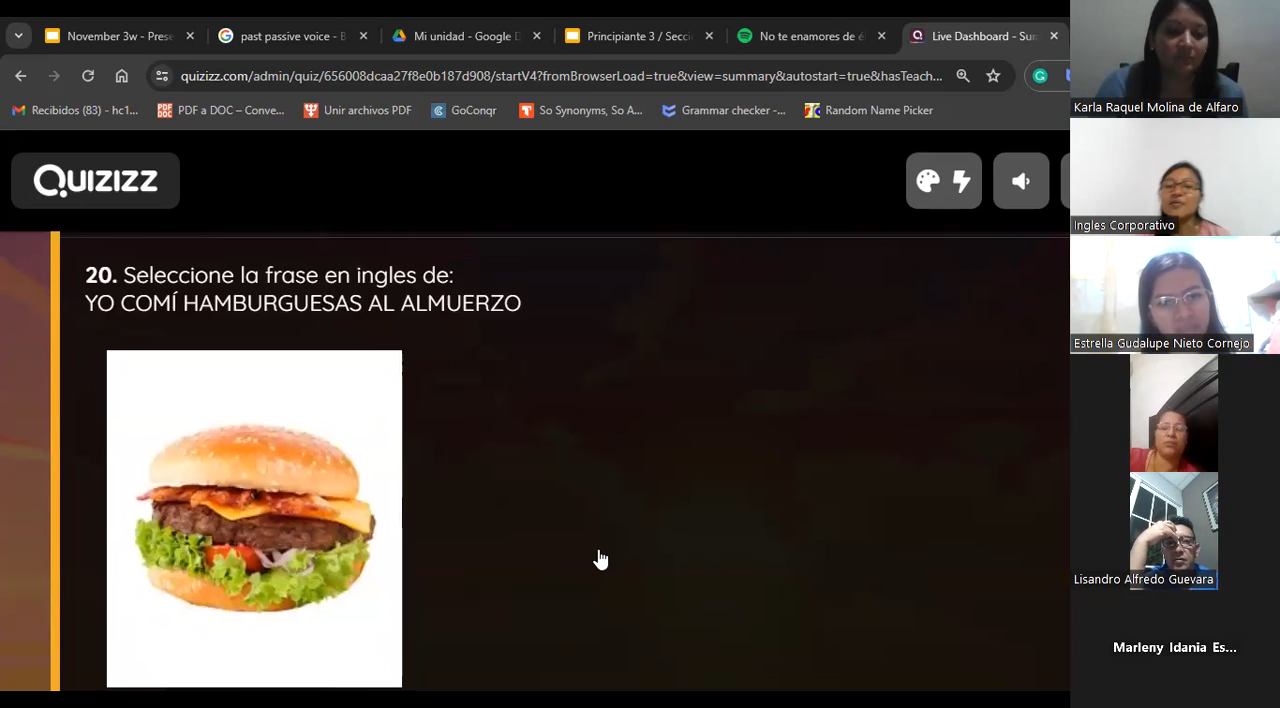 November 3w - Prese
past passive voice - B
Mi unidad - Google D
Principiante 3 / Secci
No te enamores de é
Live Dashboard - Sum
quizizz.com/admin/quiz/656008dcaa27f8e0b187d908/startV4?fromBrowserLoad=true&view=summary&autostart=true&hasTeach...
Recibidos (83) - hc1...
PDF a DOC – Conve...
Unir archivos PDF
GoConqr
So Synonyms, So A...
Grammar checker -...
Random Name Picker
QUIZIZZ
20. Seleccione la frase en ingles de:
YO COMÍ HAMBURGUESAS AL ALMUERZO
Karla Raquel Molina de Alfaro
Ingles Corporativo
Estrella Gudalupe Nieto Cornejo
Lisandro Alfredo Guevara
Marleny Idania Es...